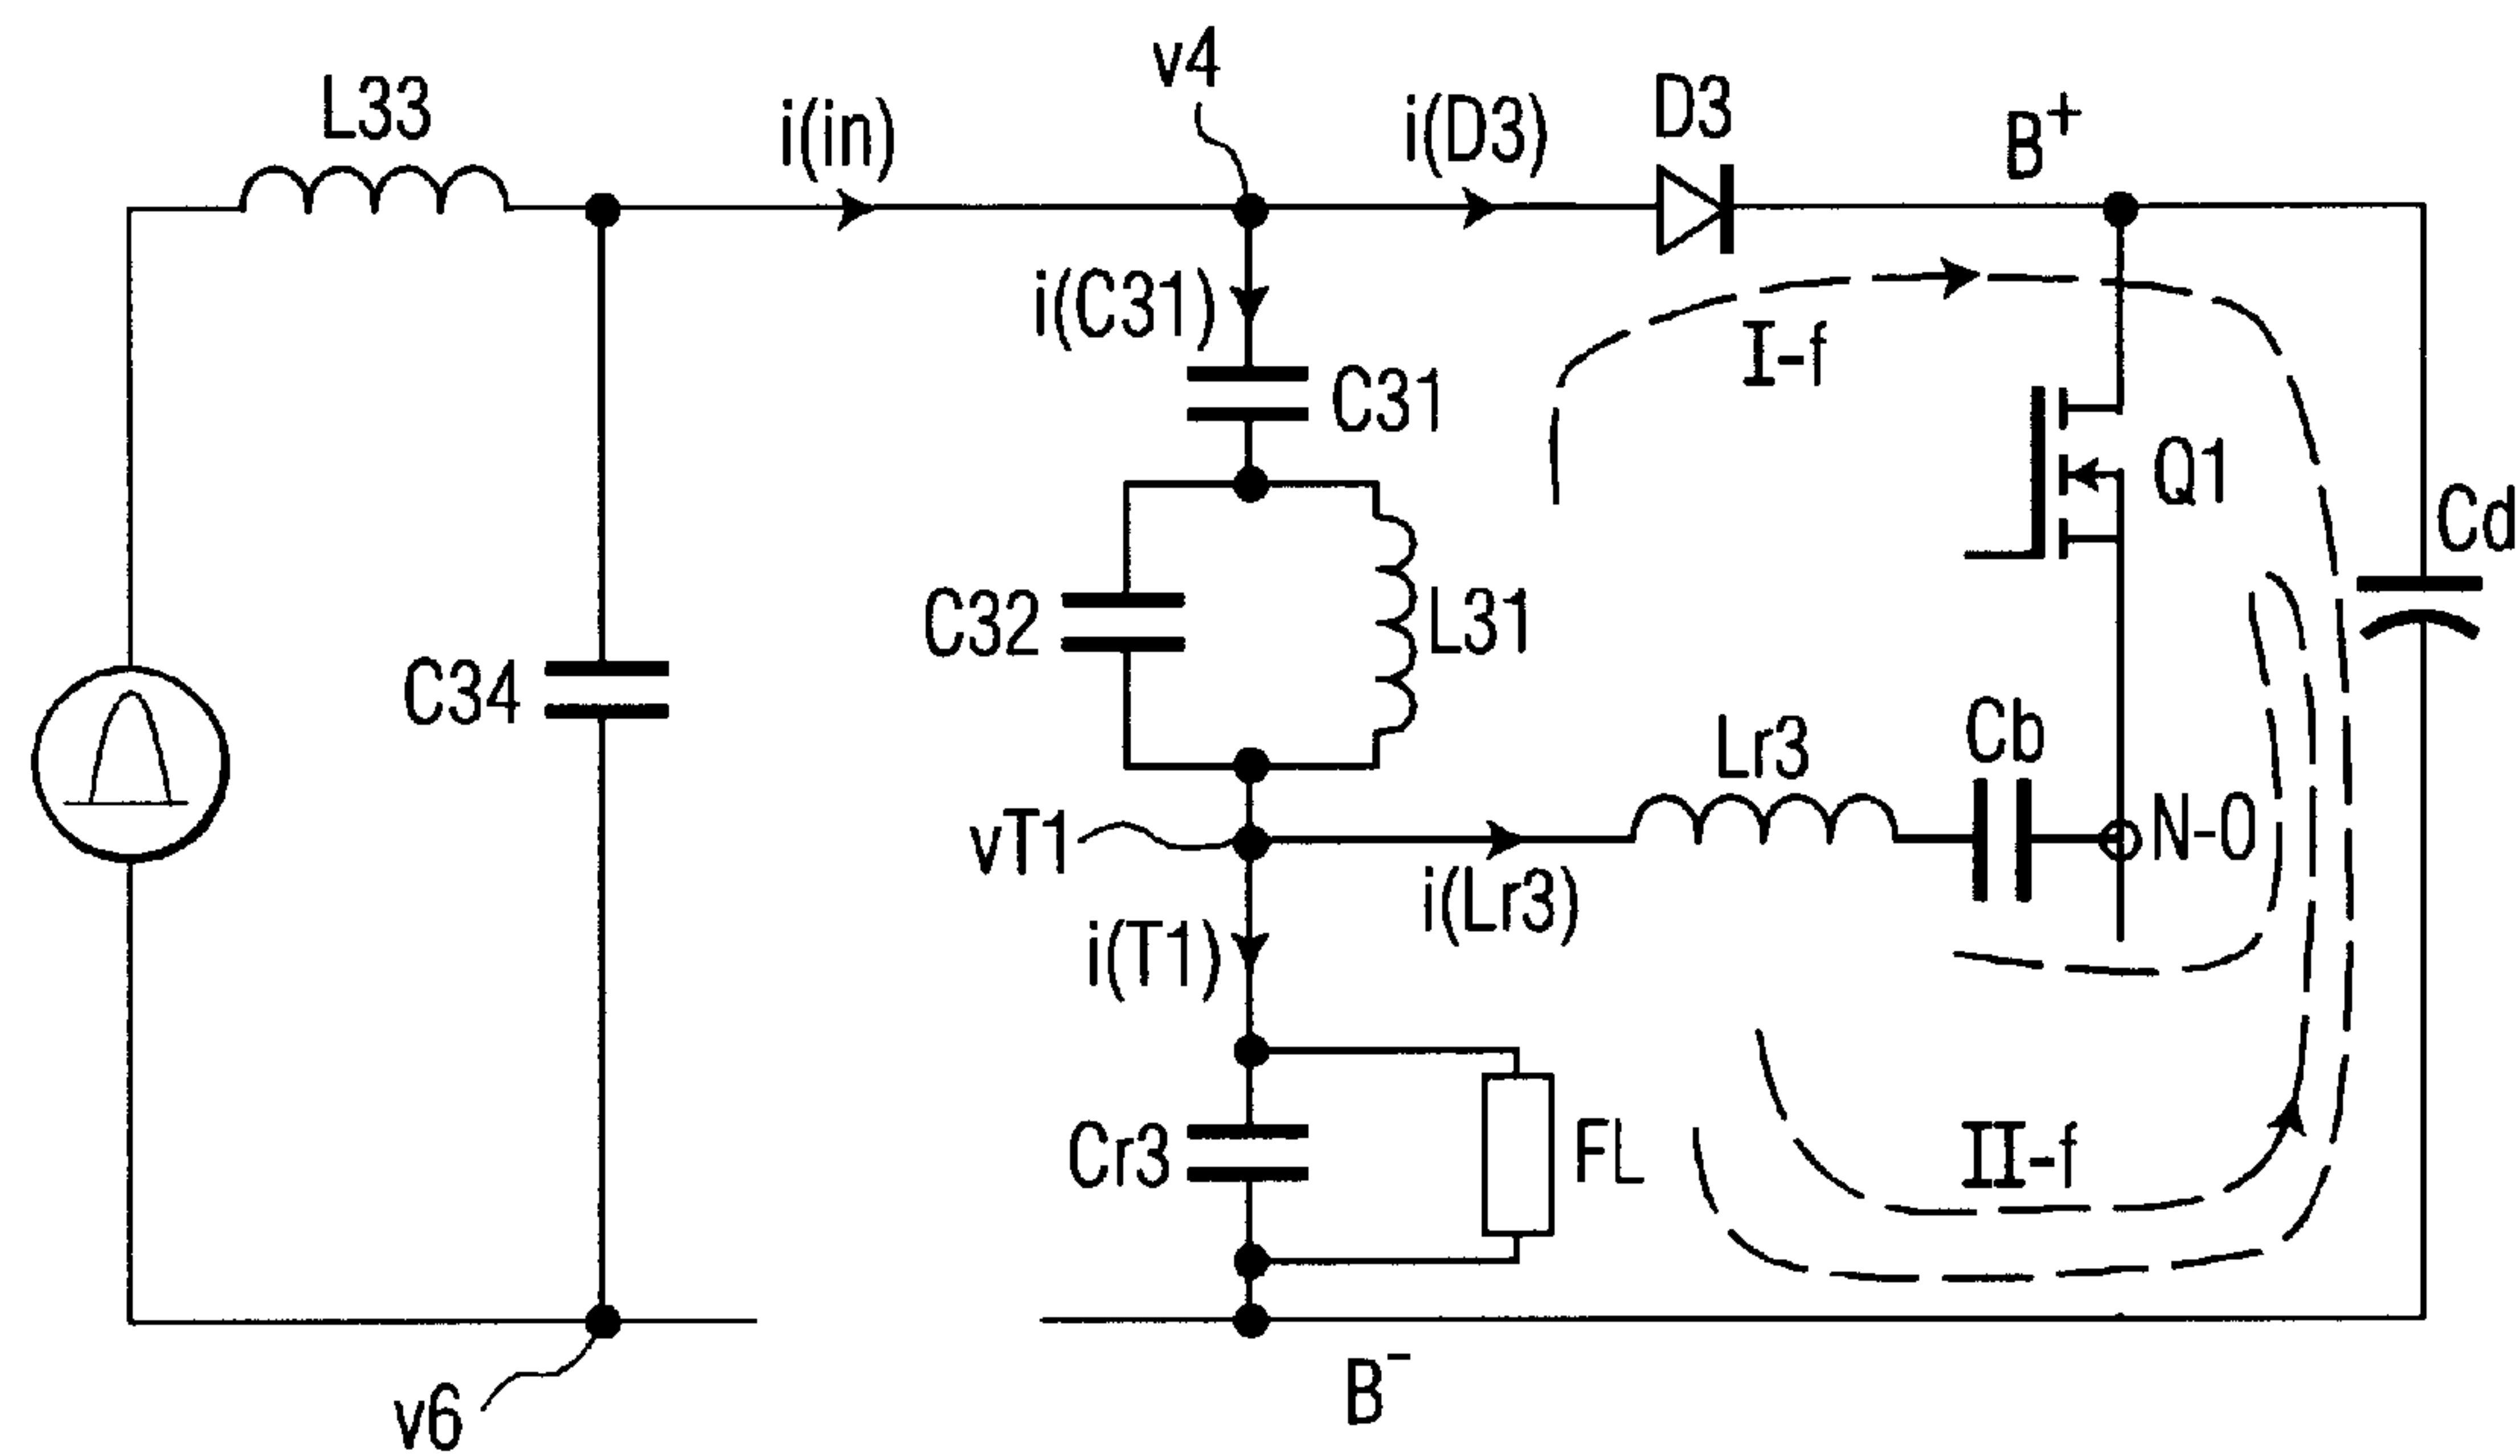 v4
L33
i(in)
i(D3)
D3
B+
i(C31)
I-f
C31
Q1
Cd
C32
L31
C34
Lr3
Cb
vT1
N-0
i(Lr3)
i(T1)
Cr3
FL
II-f
B-
v6